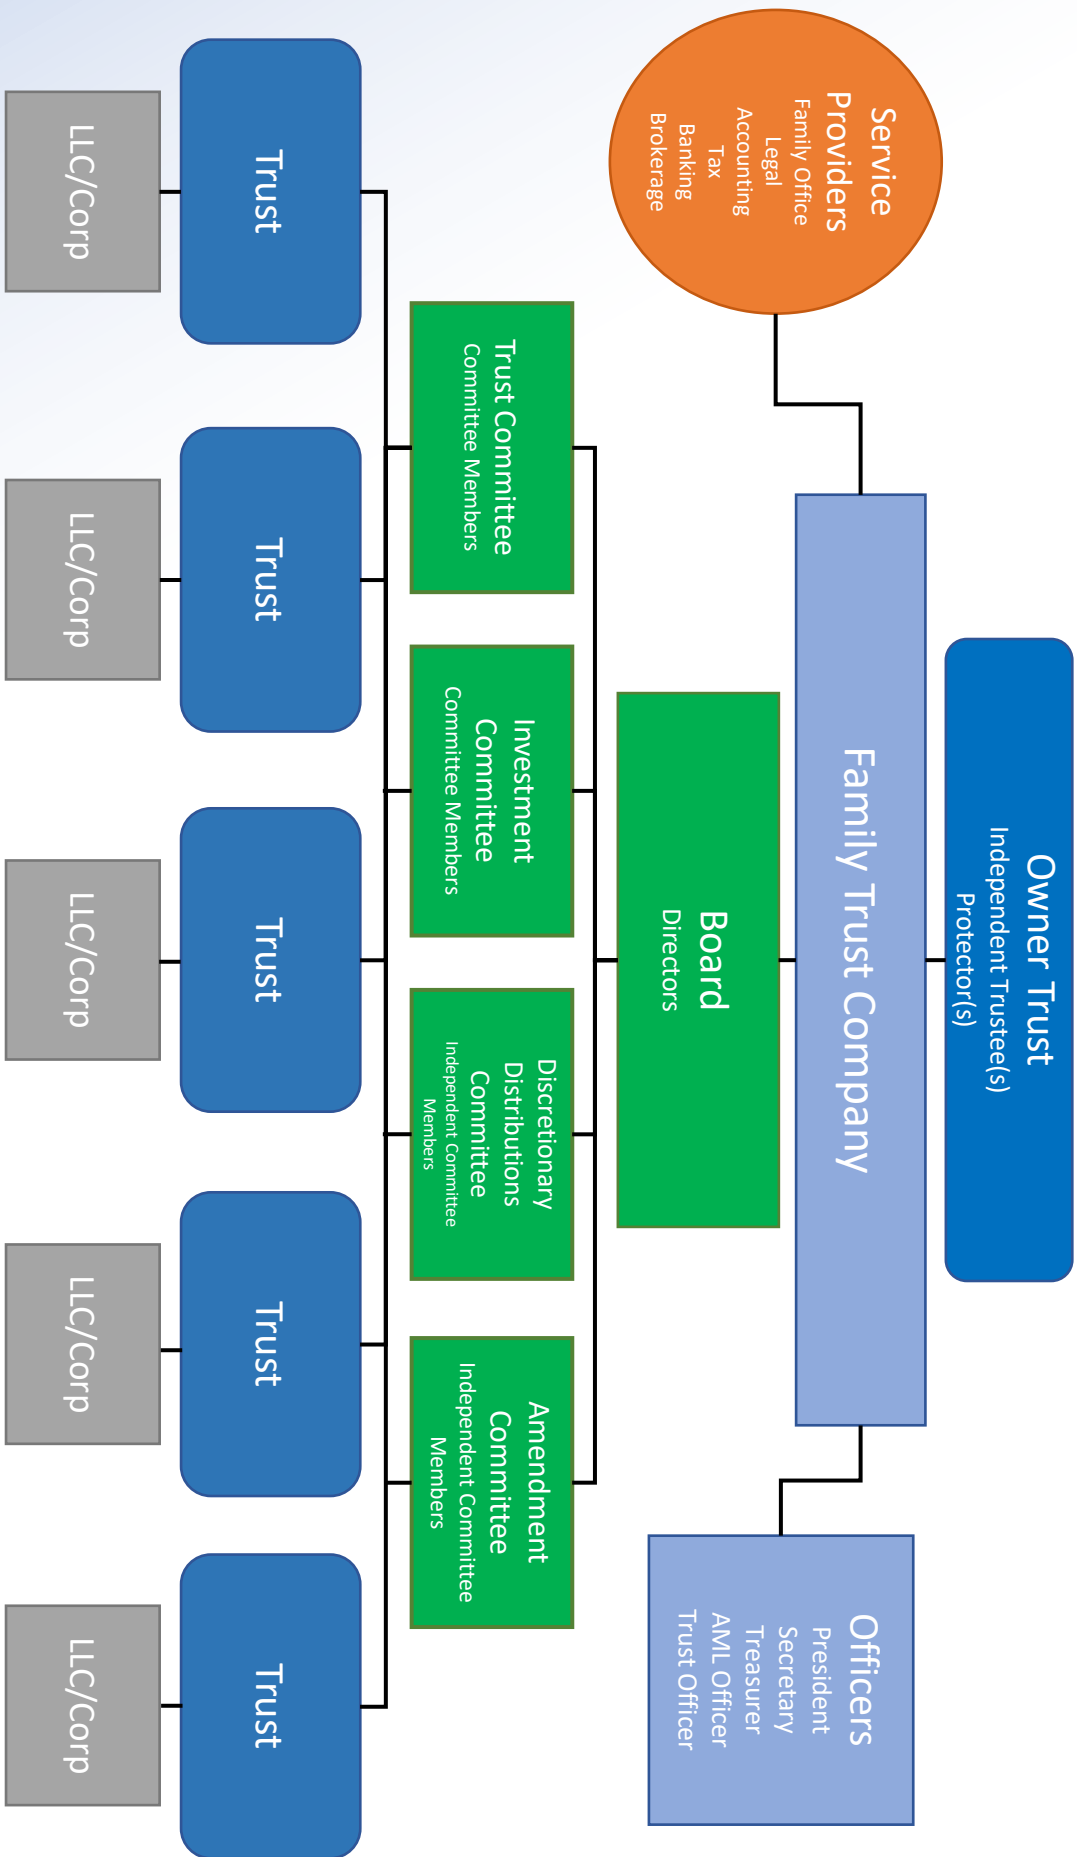 Owner Trust
Independent Trustee(s)
Protector(s)
Family Trust Company
Service
Providers
Family Office
Legal
Accounting
Tax
Banking
Brokerage
Officers
President
Secretary
Treasurer
AML Officer
Trust Officer
Board
Directors
Trust Committee
Committee Members
Investment
Committee
Committee Members
Discretionary
Distributions
Committee
Independent Committee
Members
Amendment
Committee
Independent Committee
Members
Trust
Trust
Trust
Trust
Trust
LLC/Corp
LLC/Corp
LLC/Corp
LLC/Corp
LLC/Corp